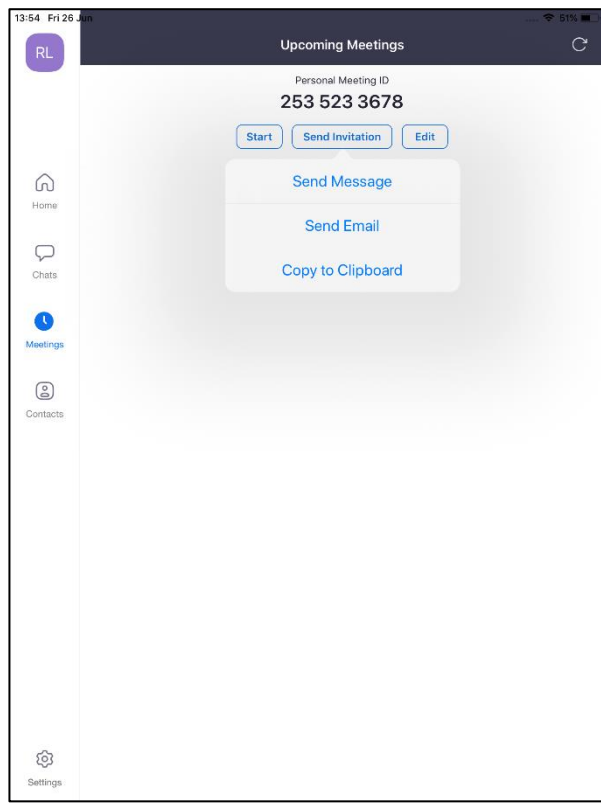 13:54 Fri 26 Jun
51%
RL
Upcoming Meetings
Personal Meeting ID
253 523 3678
Start Send Invitation Edit
Send Message
Send Email
Copy to Clipboard
Home
Chats
Meetings
Contacts
Settings